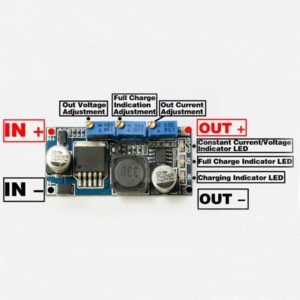 Out Voltage
Adjustment
Full Charge
Indication
Adjustment
Out Current
Adjustment
IN +
OUT +
Constant Current/Voltage
Indicator LED
Full Charge Indicator LED
Charging Indicator LED
IN −
OUT −
330